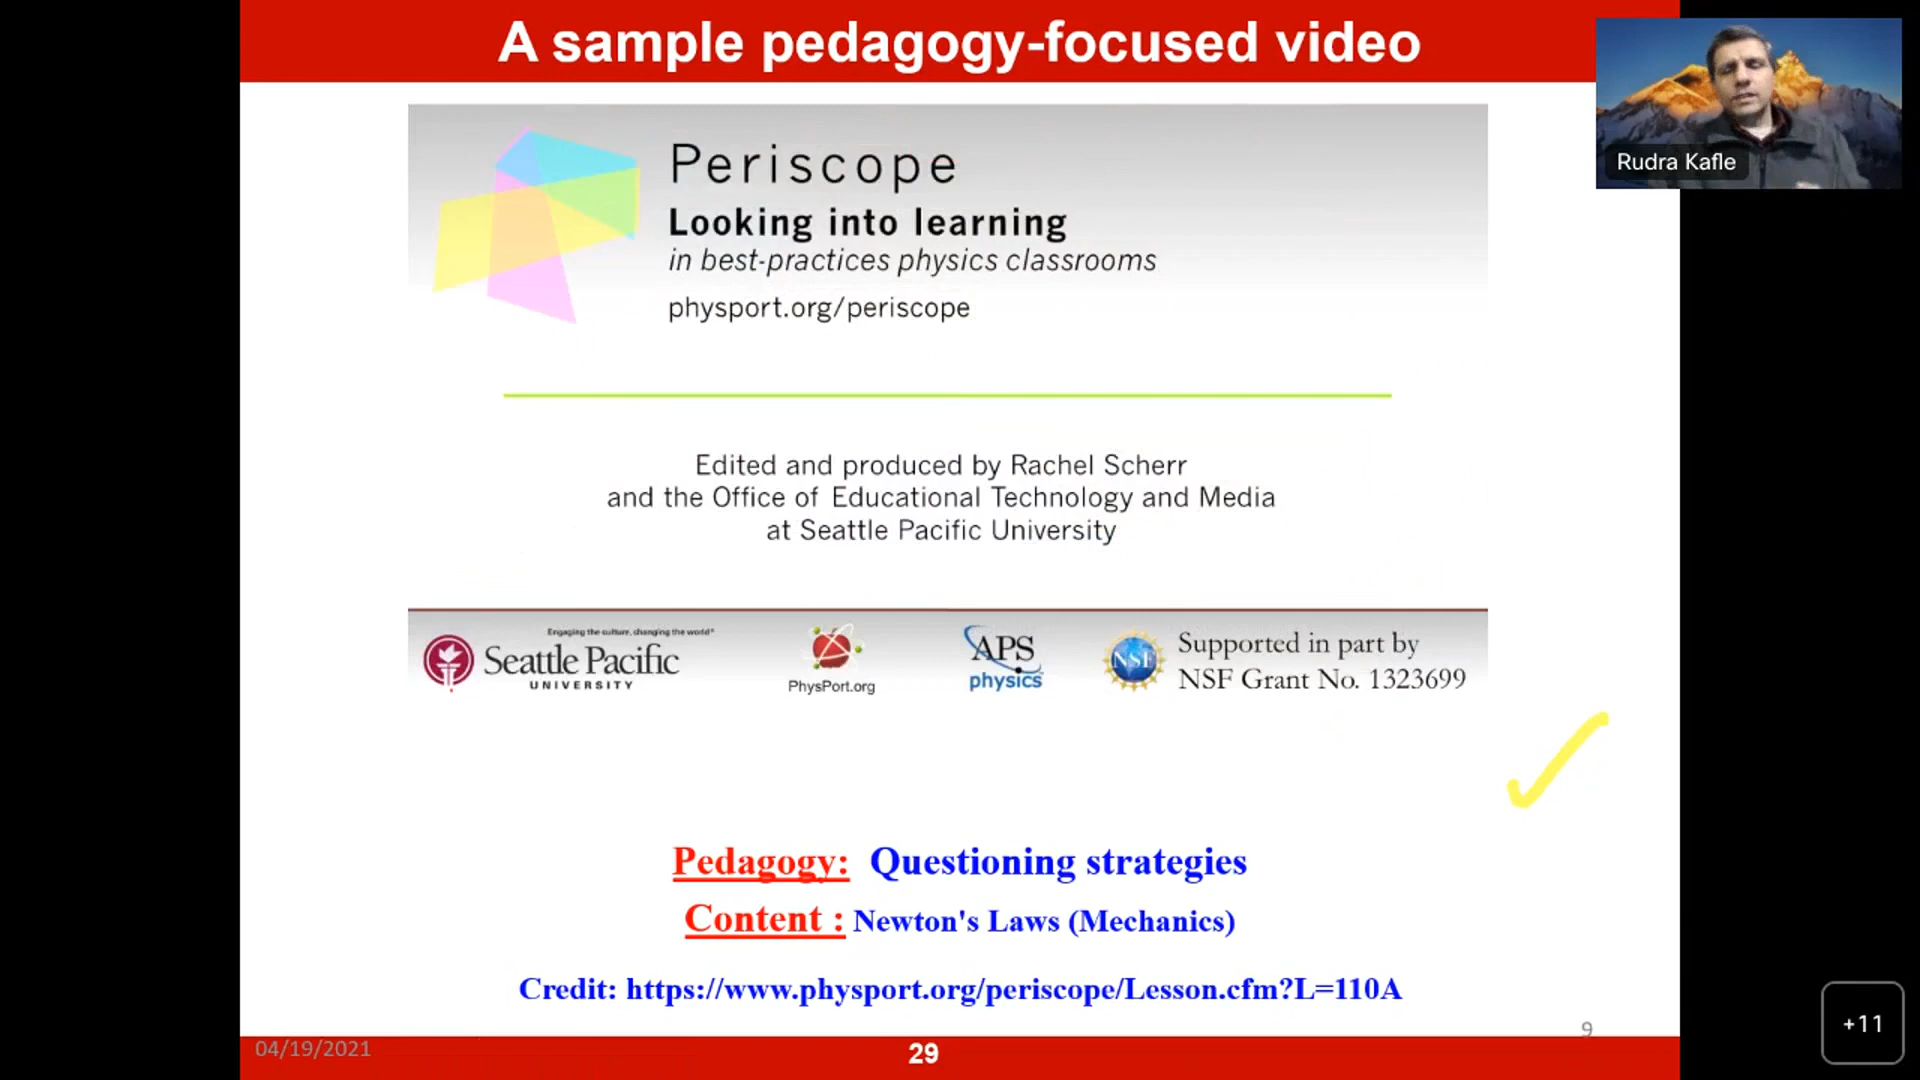 A sample pedagogy-focused video
Rudra Kafle
Periscope
Looking into learning
in best-practices physics classrooms
physport.org/periscope
Edited and produced by Rachel Scherr
and the Office of Educational Technology and Media
at Seattle Pacific University
Engaging the culture, changing the world®
Seattle Pacific
UNIVERSITY
PhysPort.org
APS
physics
NSF
Supported in part by
NSF Grant No. 1323699
Pedagogy: Questioning strategies
Content : Newton's Laws (Mechanics)
Credit: https://www.physport.org/periscope/Lesson.cfm?L=110A
9
04/19/2021
29
+11